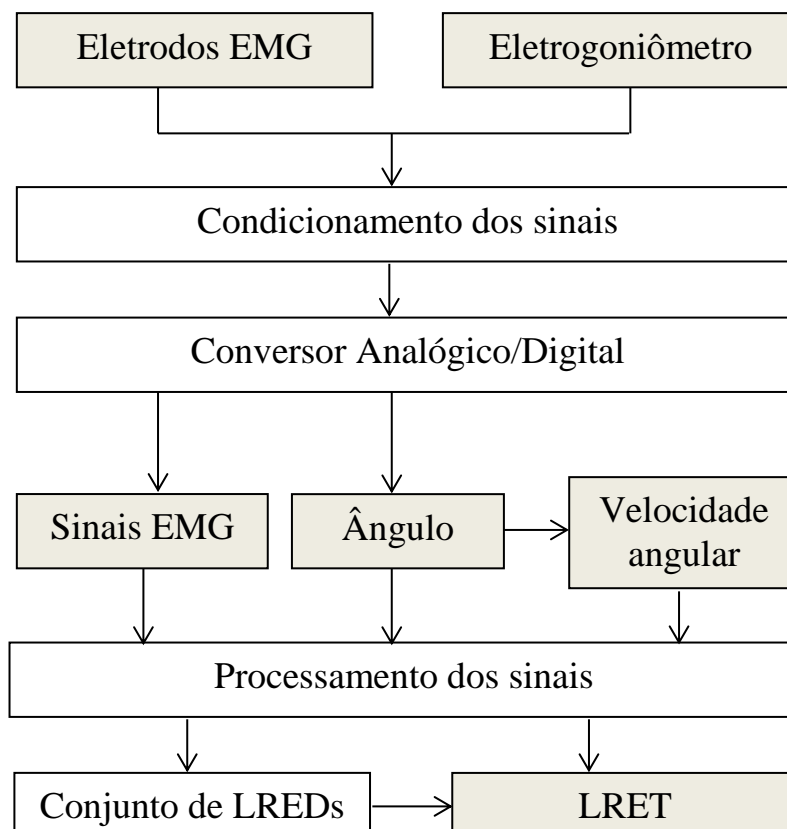 Eletrodos EMG
Eletrogoniômetro
Condicionamento dos sinais
Conversor Analógico/Digital
Sinais EMG
Ângulo
Velocidade
angular
Processamento dos sinais
Conjunto de LREDs
LRET